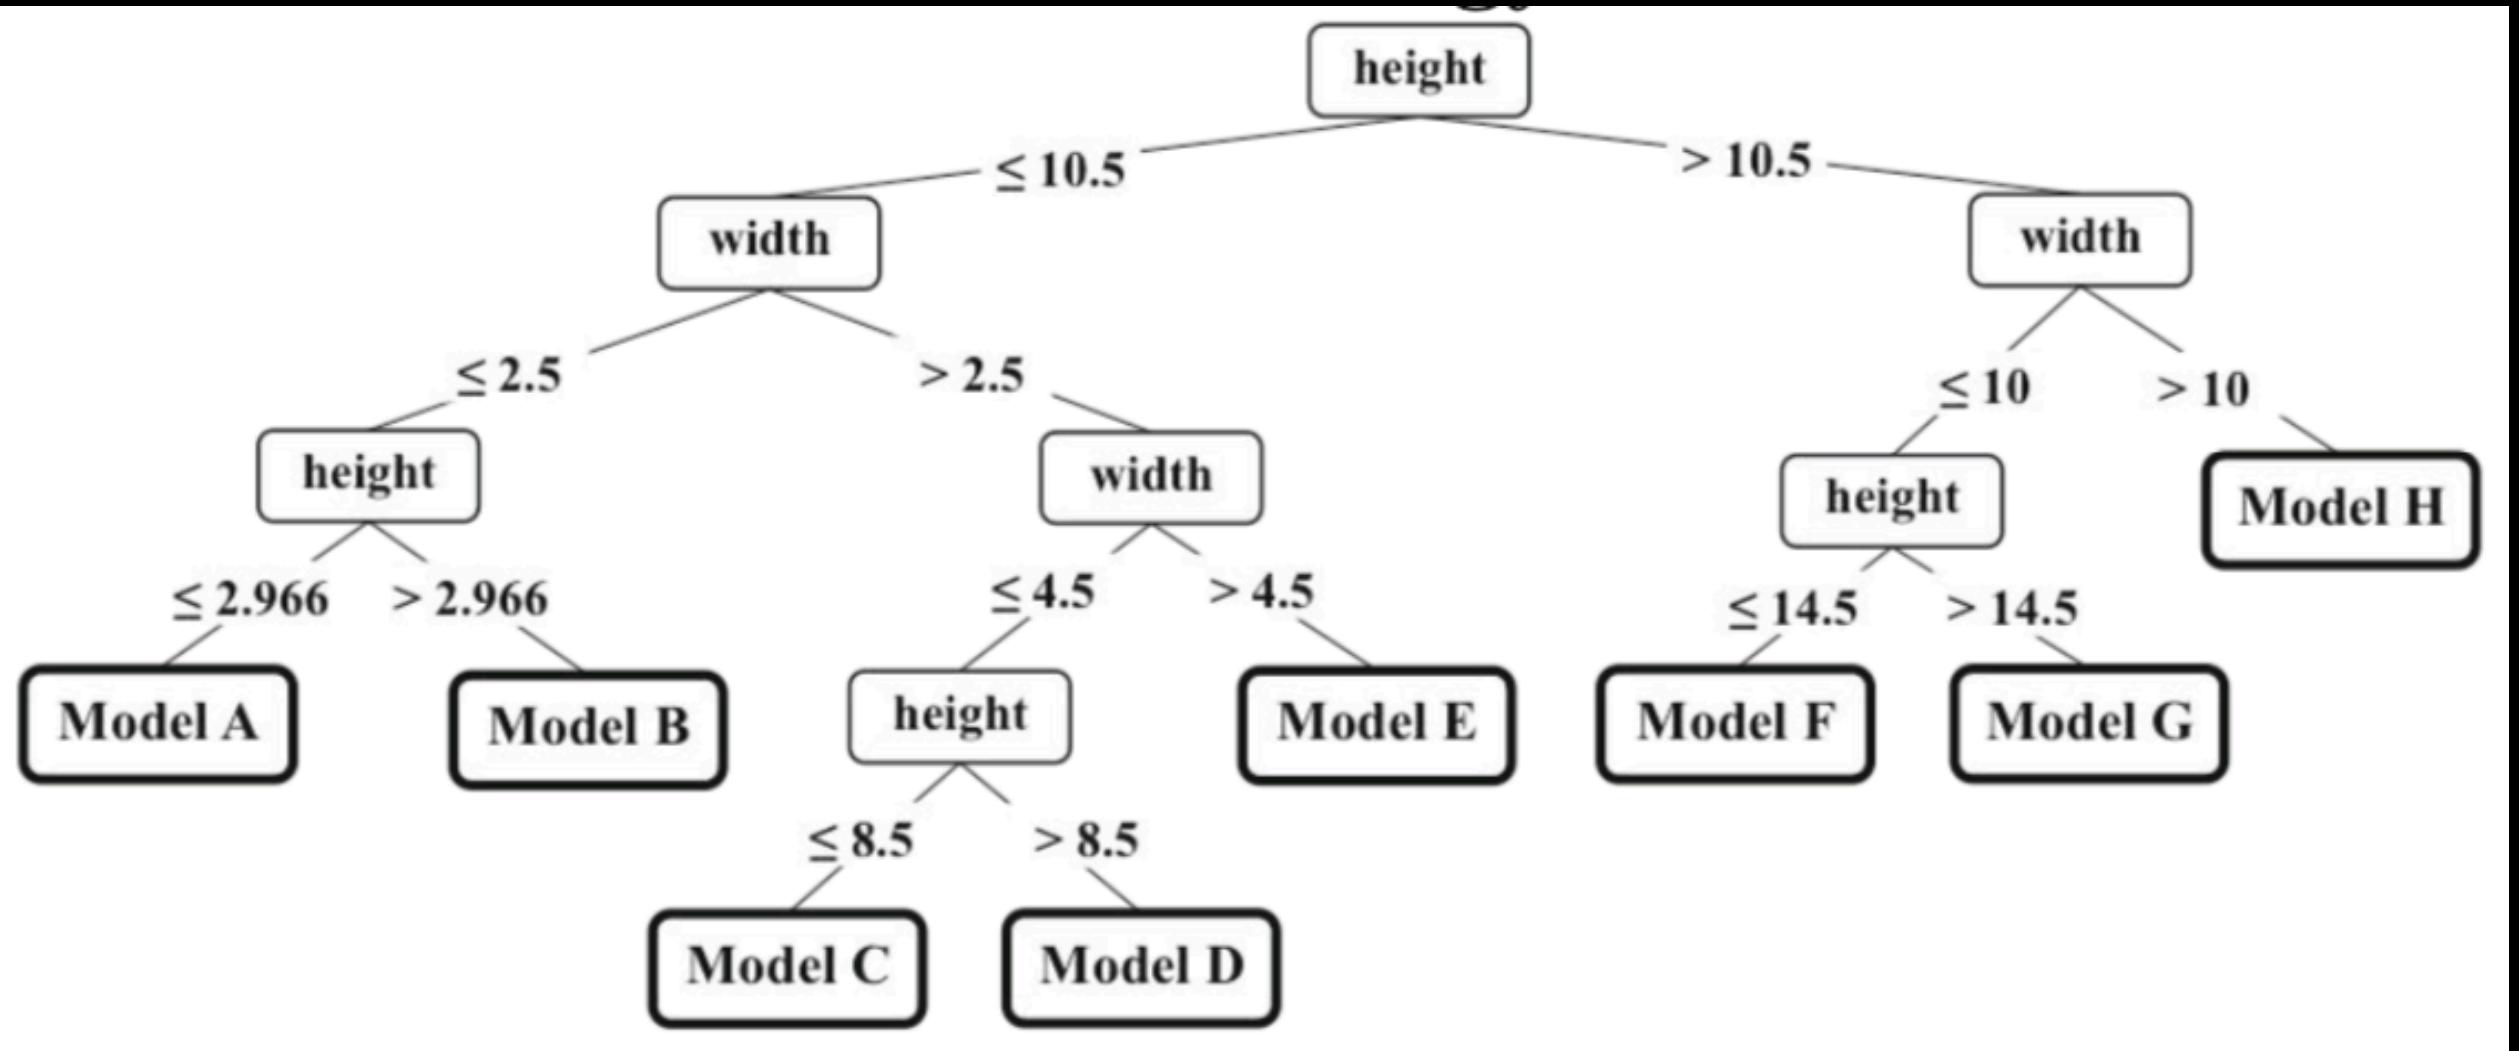 height
≤ 10.5
> 10.5
width
width
≤ 2.5
> 2.5
≤ 10
> 10
height
width
height
Model H
≤ 2.966
> 2.966
≤ 4.5
> 4.5
≤ 14.5
> 14.5
Model A
Model B
height
Model E
Model F
Model G
≤ 8.5
> 8.5
Model C
Model D